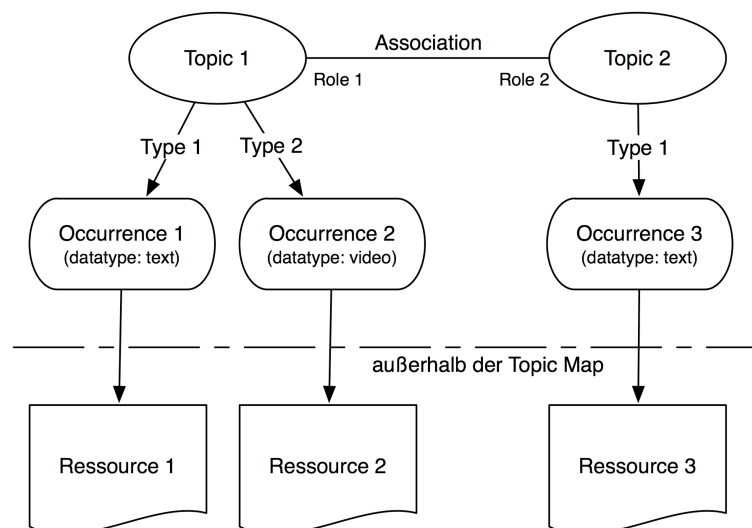 Association
Topic 1
Topic 2
Role 1
Role 2
Type 1
Type 2
Type 1
Occurrence 1
(datatype: text)
Occurrence 2
(datatype: video)
Occurrence 3
(datatype: text)
außerhalb der Topic Map
Ressource 1
Ressource 2
Ressource 3